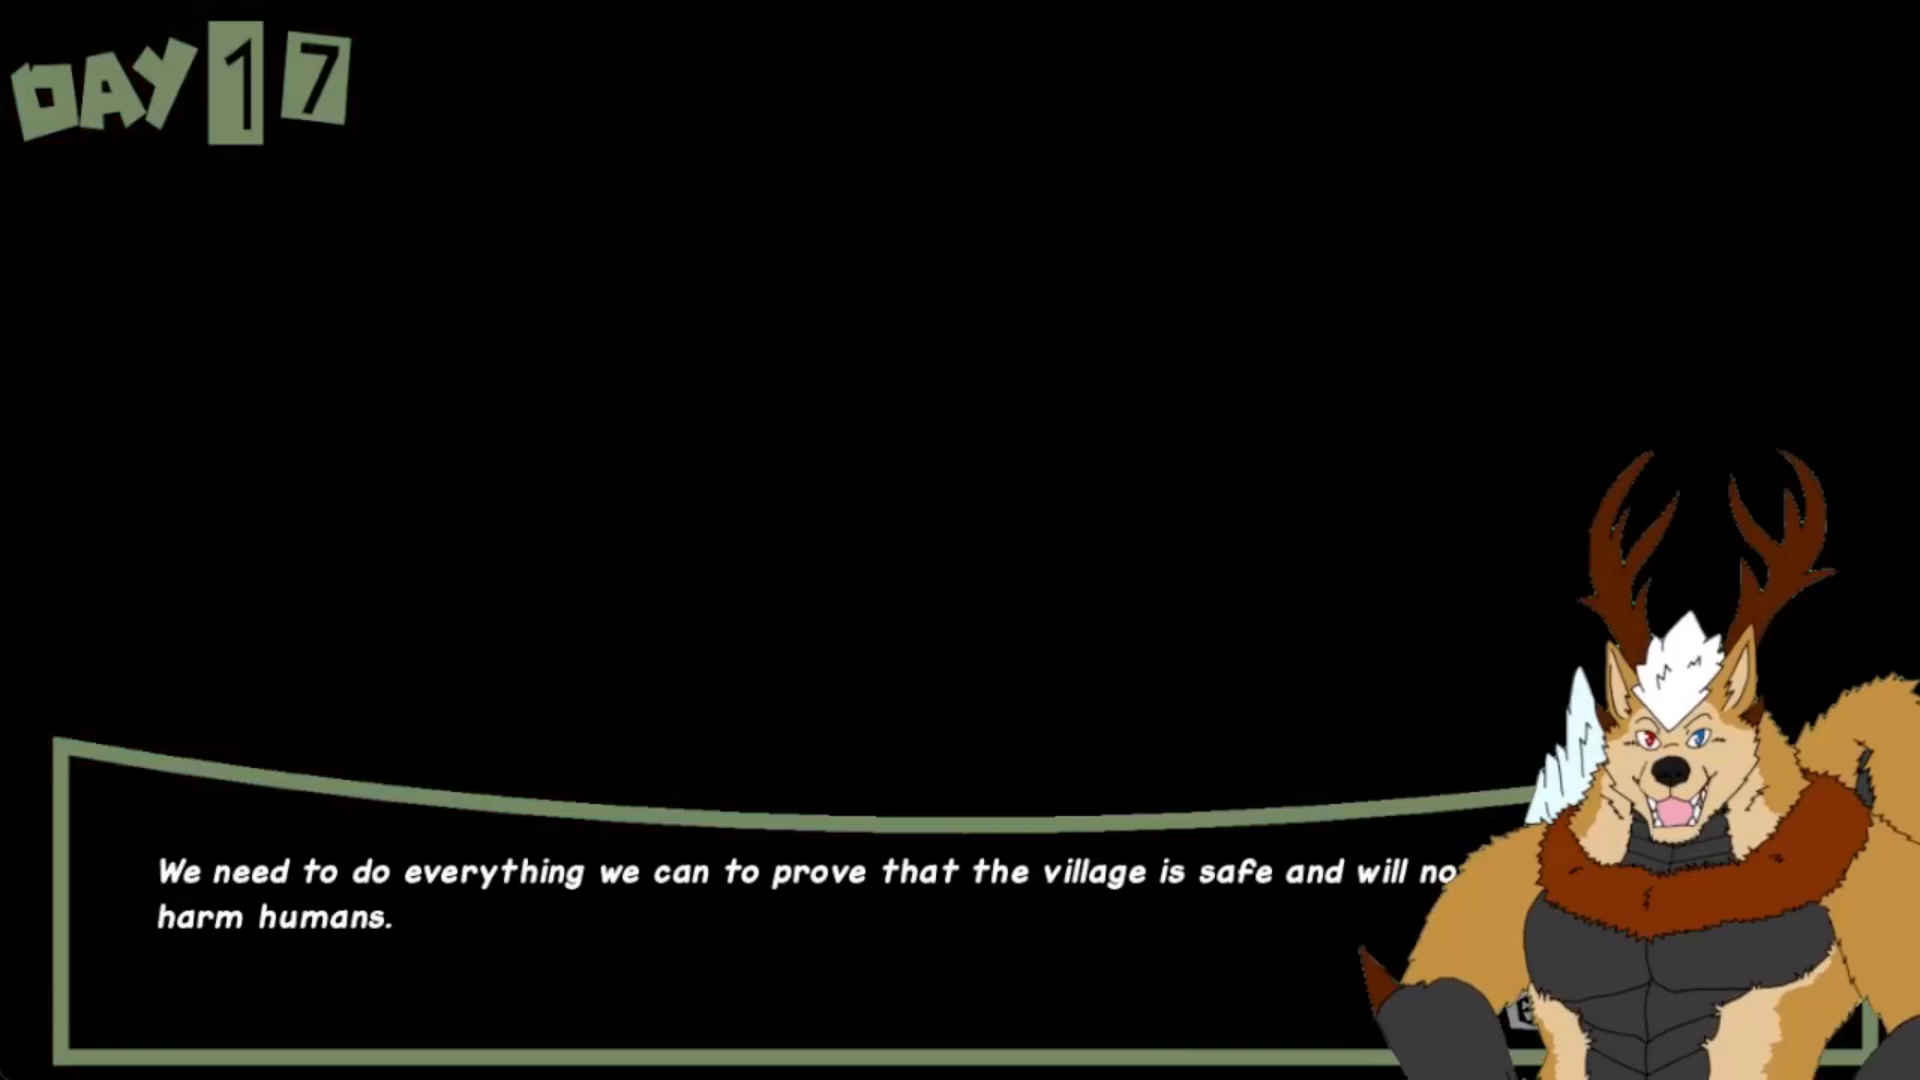 DAY 17
We need to do everything we can to prove that the village is safe and will no
harm humans.